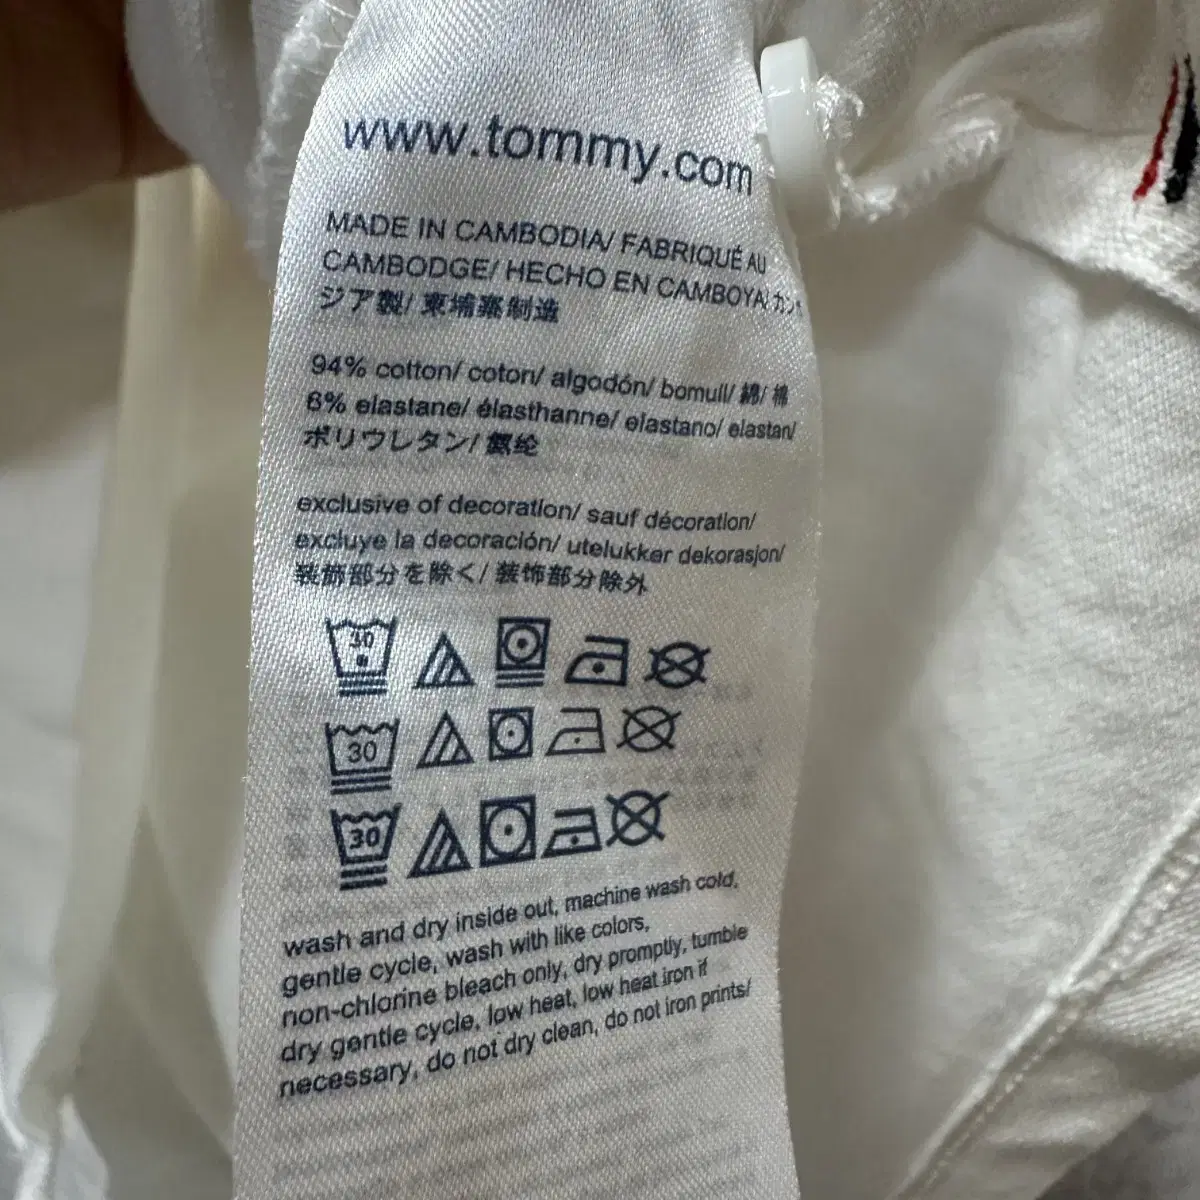 www.tommy.com
MADE IN CAMBODIA/ FABRIQUÉ AU
CAMBODGE/ HECHO EN CAMBOYA/ カン
ジア製/ 柬埔寨制造
94% cotton/ coton/ algodón/ bomull/ 綿/ 棉
6% elastane/ élasthanne/ elastano/ elastan/
ポリウレタン/ 氨纶
exclusive of decoration/ sauf décoration/
excluye la decoración/ utelukker dekorasjon/
装飾部分を除く/ 装饰部分除外
30
30
30
wash and dry inside out, machine wash cold,
gentle cycle, wash with like colors,
non-chlorine bleach only, dry promptly, tumble
dry gentle cycle, low heat, low heat iron if
necessary, do not dry clean, do not iron prints/